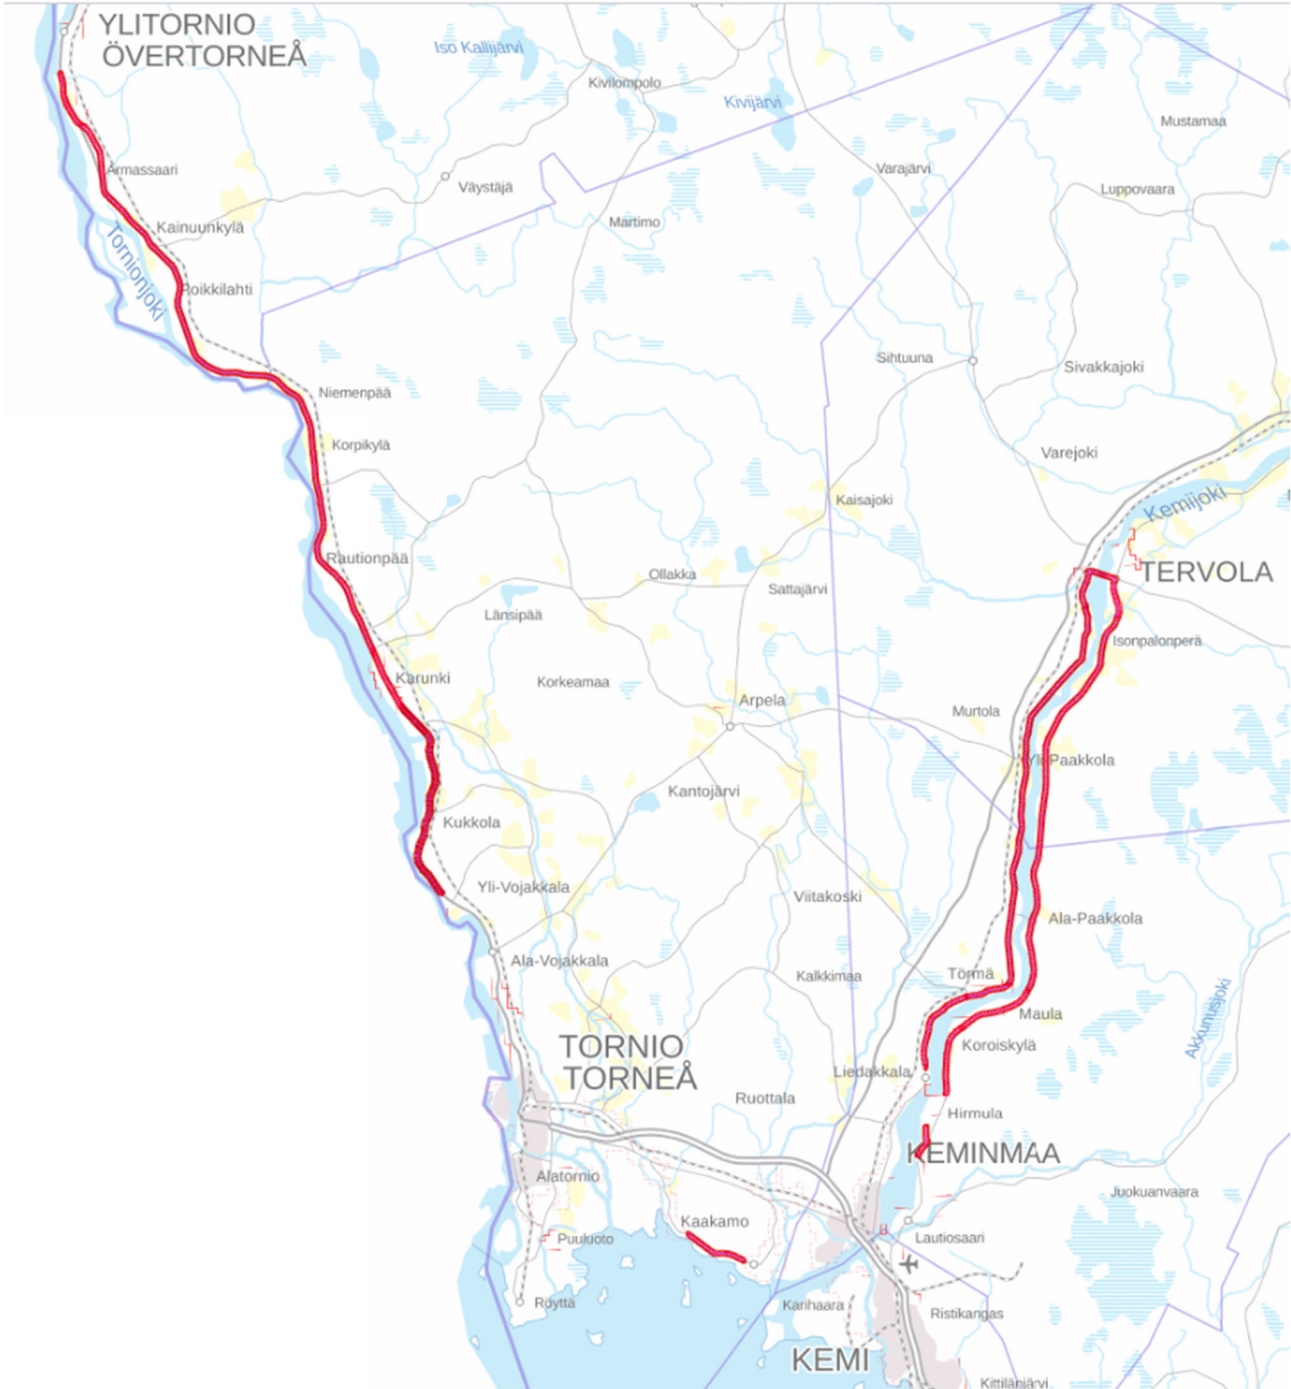 YLITORNIO
ÖVERTORNEÅ
Iso Kallijärvi
Kivilompolo
Kivijärvi
Mustamaa
Armassaari
Väystäjä
Varajärvi
Luppovaara
Kainuunkylä
Martimo
Tornionjoki
Poikkilahti
Sihtuuna
Sivakkajoki
Niemenpää
Korpikylä
Varejoki
Kaisajoki
Kemijoki
Rautionpää
Ollakka
Sattajärvi
TERVOLA
Länsipää
Isonpalonperä
Karunki
Korkeamaa
Arpela
Murtola
Yli-Paakkola
Kantojärvi
Kukkola
Yli-Vojakkala
Viitakoski
Ala-Paakkola
Ala-Vojakkala
Kalkkimaa
Törmä
Maula
Akkunusjoki
TORNIO
TORNEÅ
Koroiskylä
Liedakkala
Ruottala
Hirmula
KEMINMAA
Alatornio
Juokuanvaara
Kaakamo
Puuluoto
Lautiosaari
Röyttä
Karihaara
Ristikangas
KEMI
Kittilänjärvi